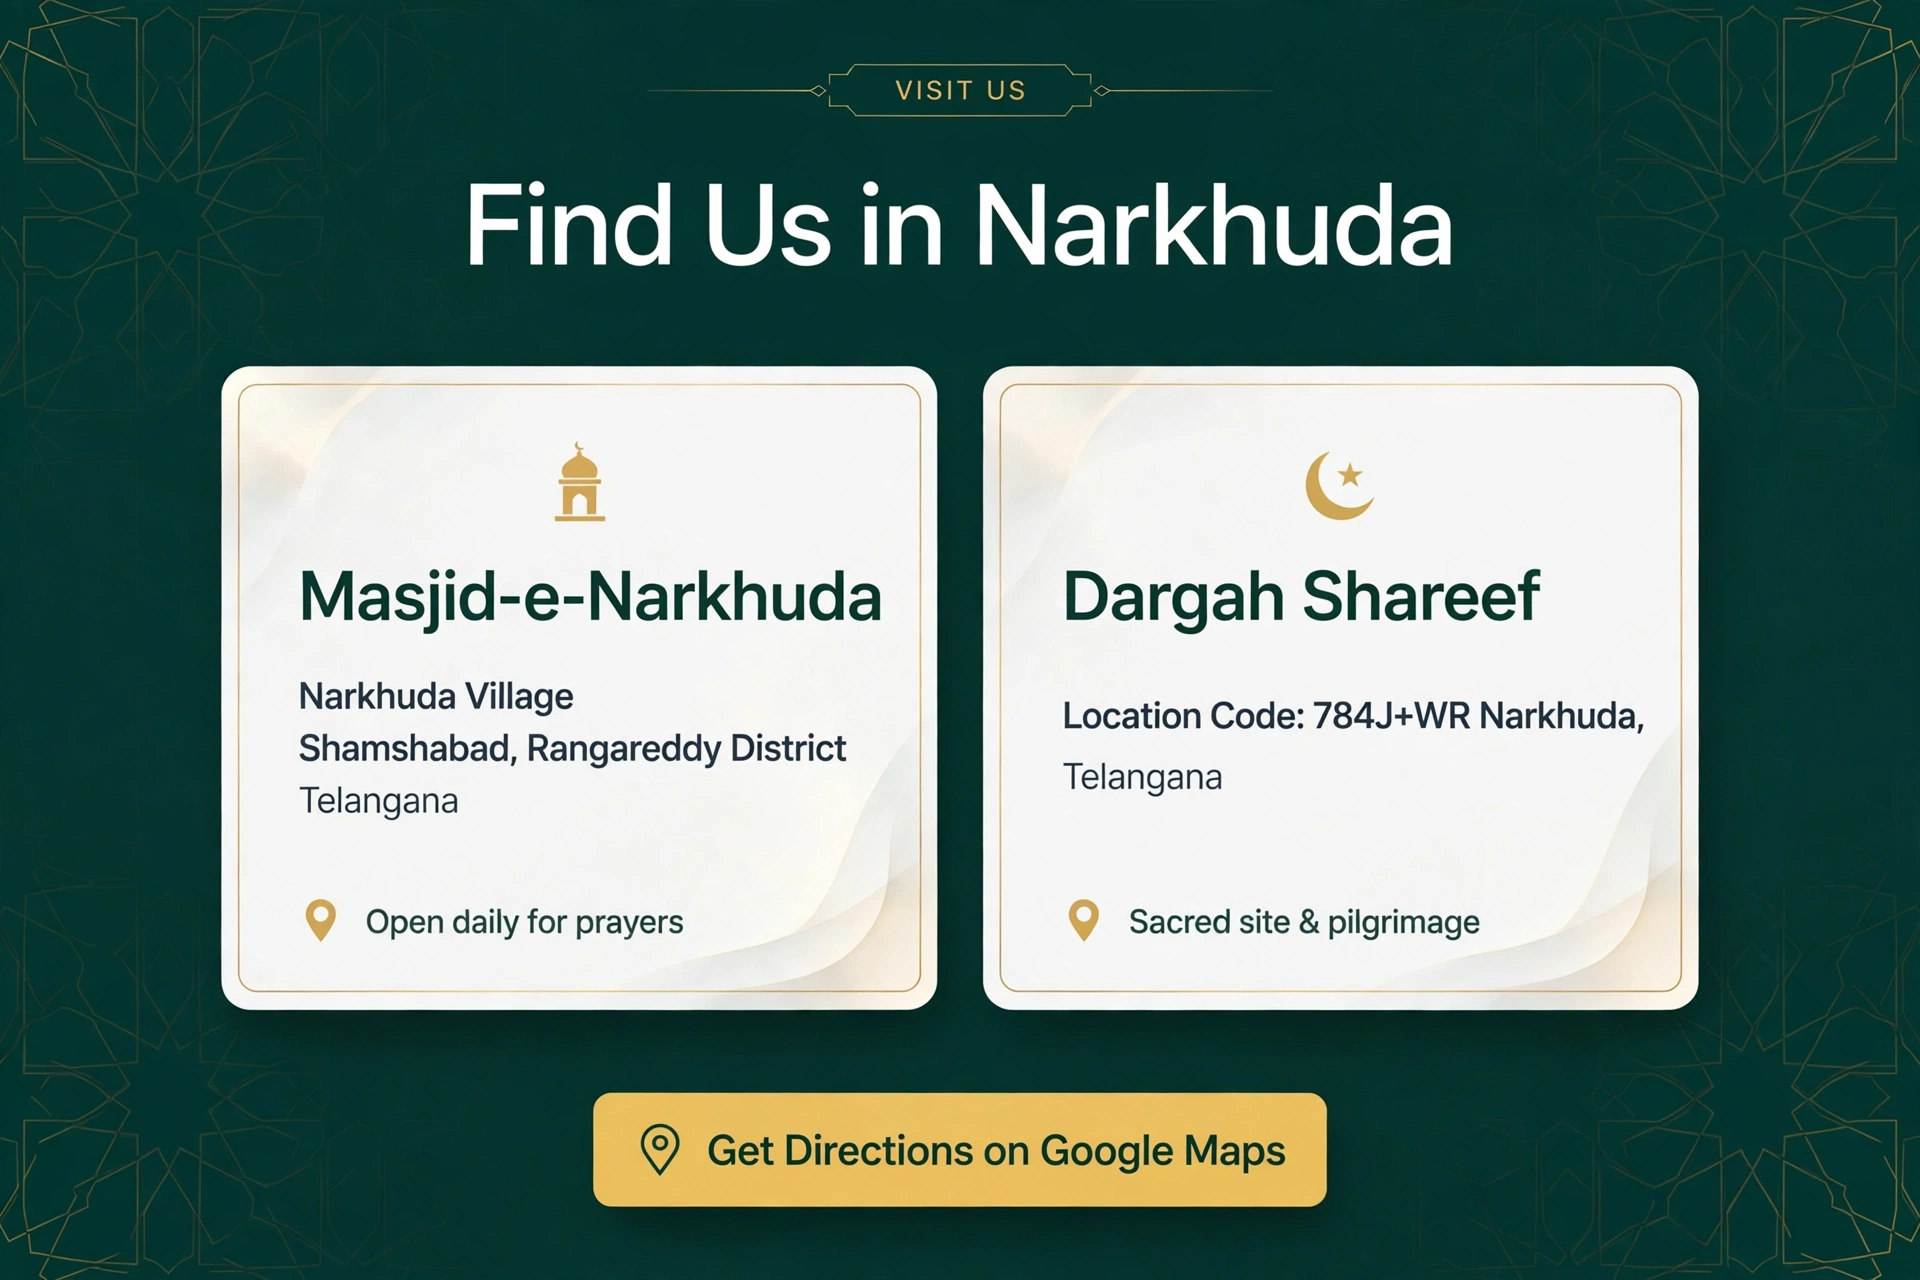 VISIT US
Find Us in Narkhuda
Masjid-e-Narkhuda
Narkhuda Village
Shamshabad, Rangareddy District
Telangana
Open daily for prayers
Dargah Shareef
Location Code: 784J+WR Narkhuda,
Telangana
Sacred site & pilgrimage
Get Directions on Google Maps